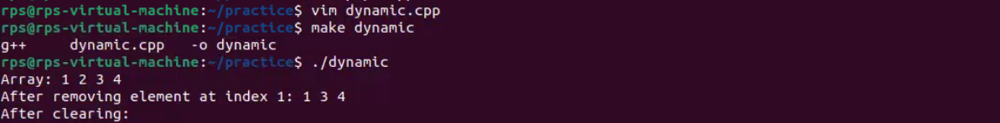 rps@rps-virtual-machine:~/practice$ vim dynamic.cpp
rps@rps-virtual-machine:~/practice$ make dynamic
g++     dynamic.cpp   -o dynamic
rps@rps-virtual-machine:~/practice$ ./dynamic
Array: 1 2 3 4
After removing element at index 1: 1 3 4
After clearing: